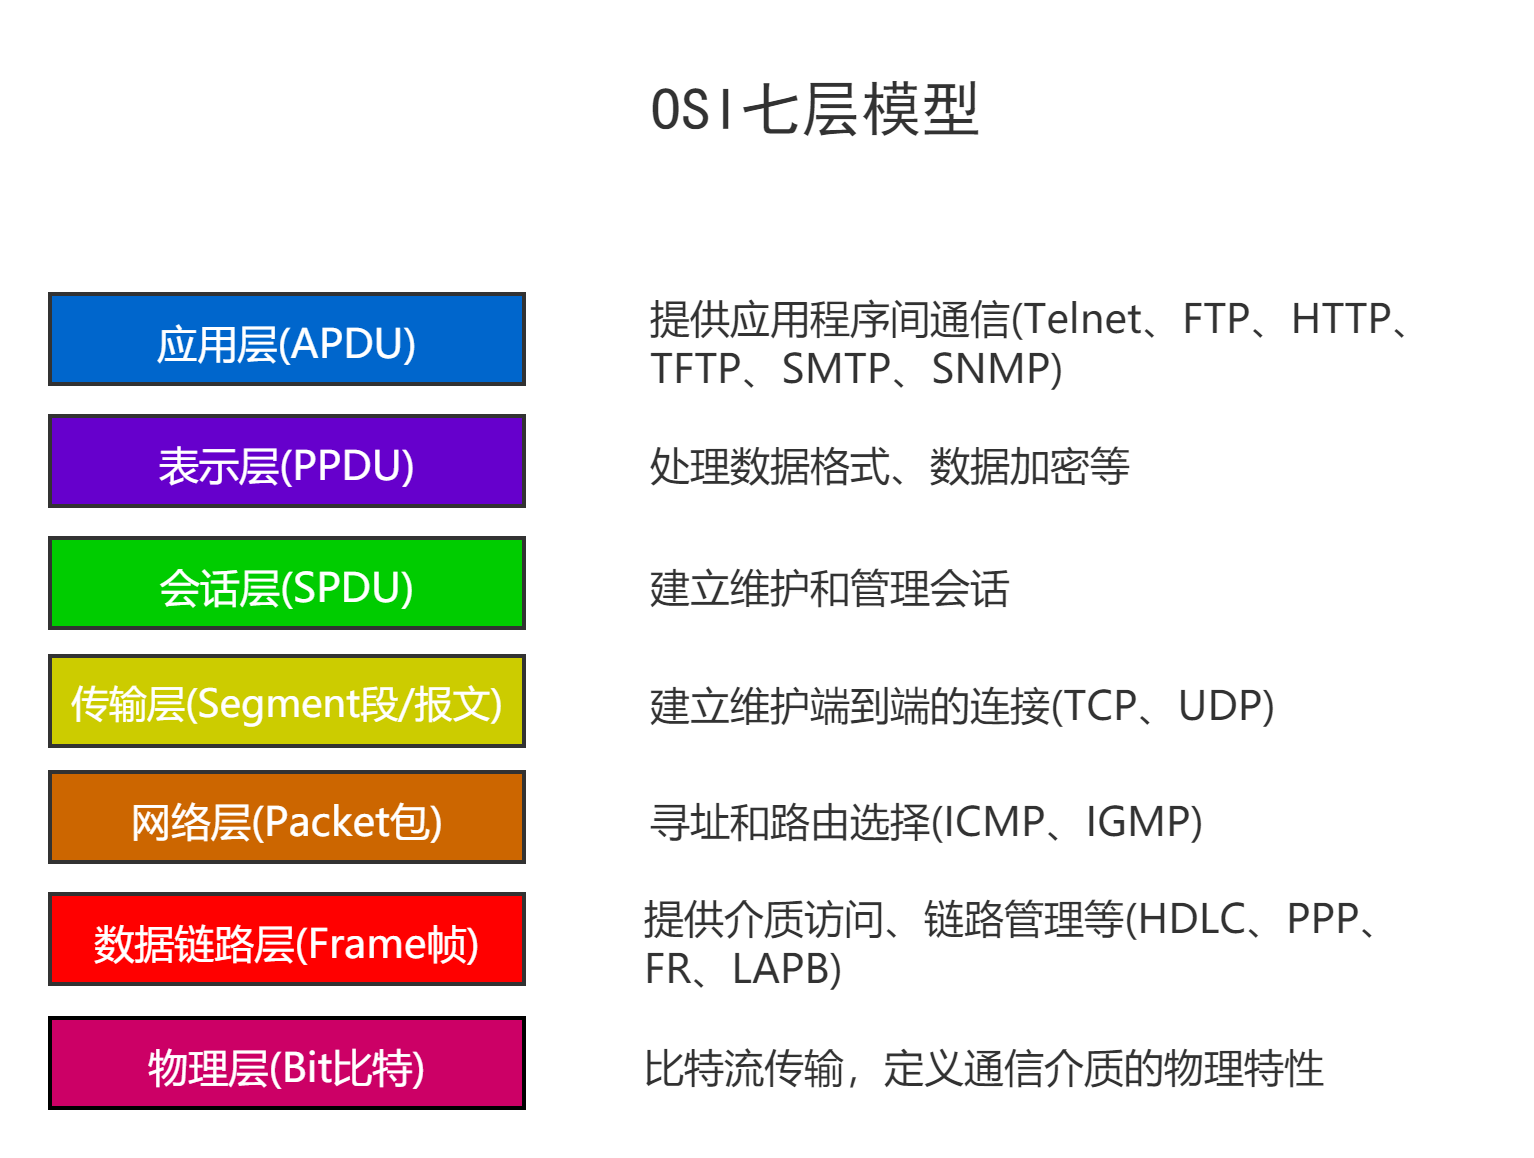 OSI七层模型
应用层(APDU)
提供应用程序间通信(Telnet、FTP、HTTP、
TFTP、SMTP、SNMP)
表示层(PPDU)
处理数据格式、数据加密等
会话层(SPDU)
建立维护和管理会话
传输层(Segment段/报文)
建立维护端到端的连接(TCP、UDP)
网络层(Packet包)
寻址和路由选择(ICMP、IGMP)
数据链路层(Frame帧)
提供介质访问、链路管理等(HDLC、PPP、
FR、LAPB)
物理层(Bit比特)
比特流传输，定义通信介质的物理特性